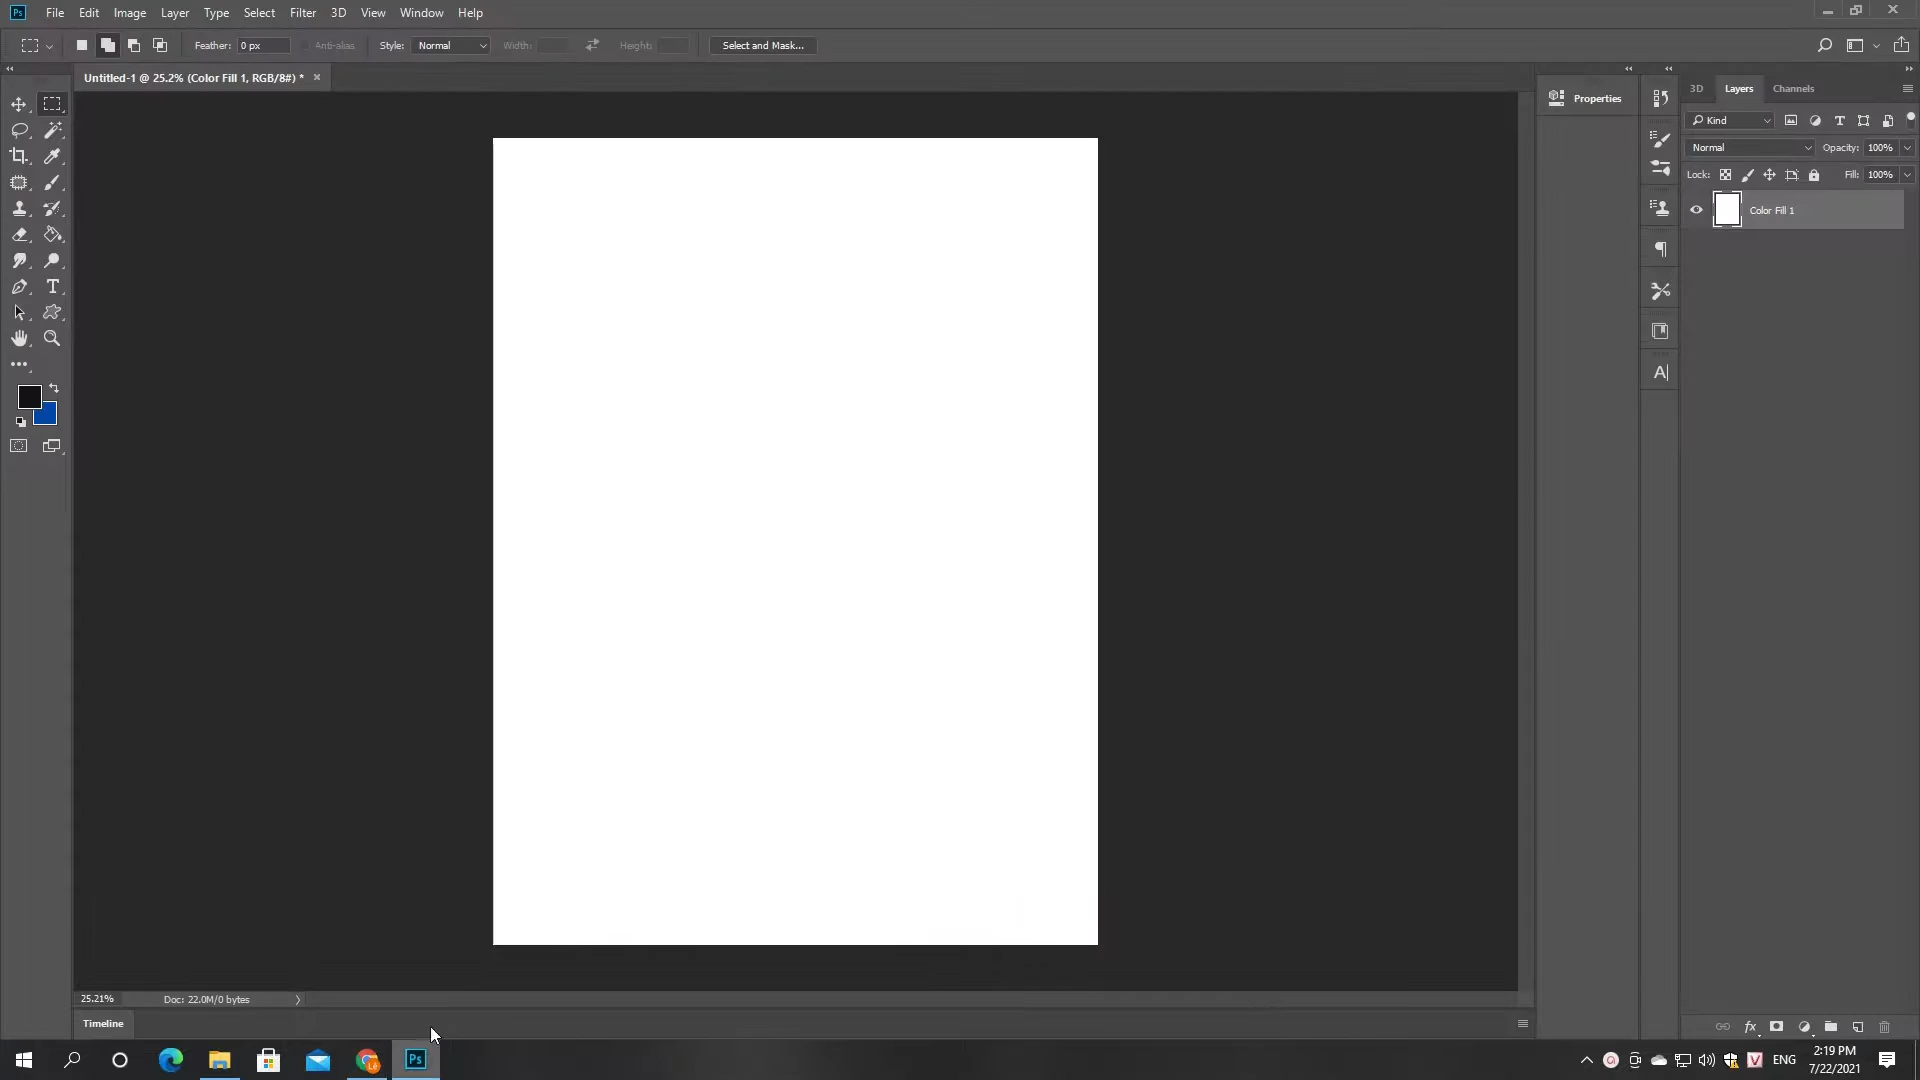 Ps File Edit Image Layer Type Select Filter 3D View Window Help
Feather: 0 px Anti-alias Style: Normal Width: Height: Select and Mask...
Untitled-1 @ 25.2% (Color Fill 1, RGB/8#) * ×
Properties
3D Layers Channels
Kind
Normal Opacity: 100%
Lock: Fill: 100%
Color Fill 1
25.21% Doc: 22.0M/0 bytes
Timeline
Lê
Ps
ENG
2:19 PM
7/22/2021